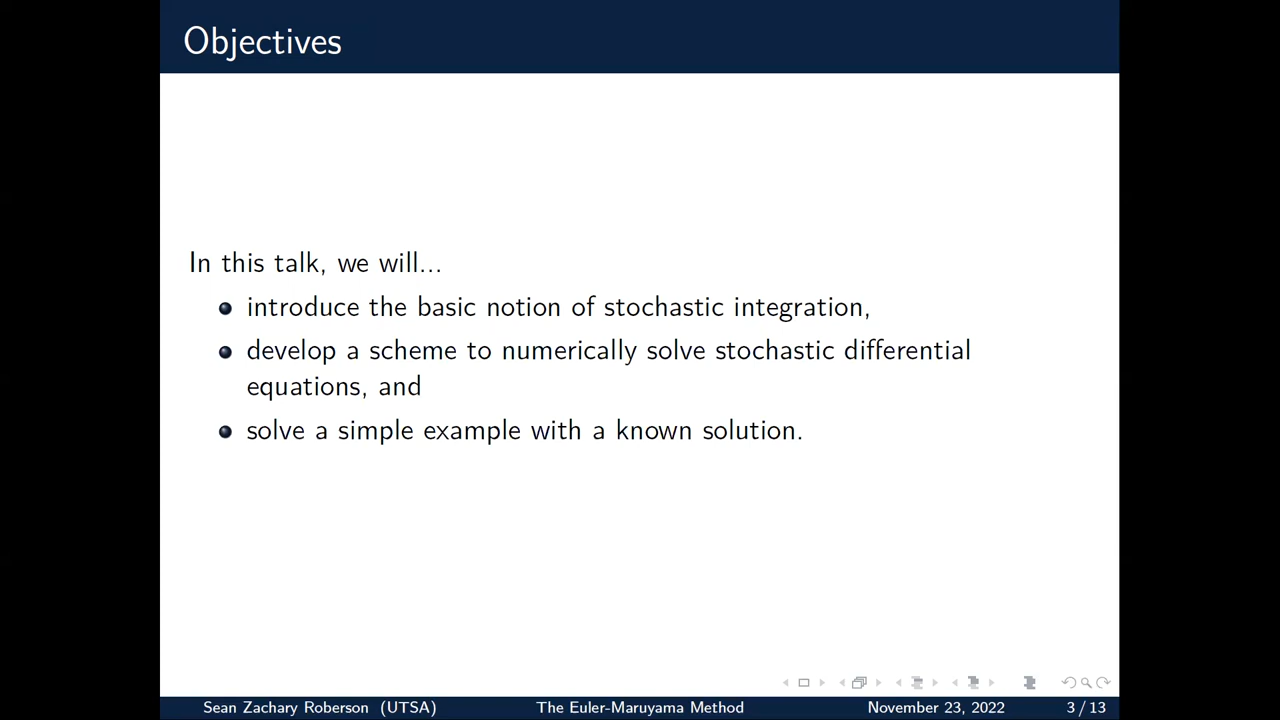 Objectives
In this talk, we will...
introduce the basic notion of stochastic integration,
develop a scheme to numerically solve stochastic differential
equations, and
solve a simple example with a known solution.
Sean Zachary Roberson (UTSA) The Euler-Maruyama Method November 23, 2022 3 / 13